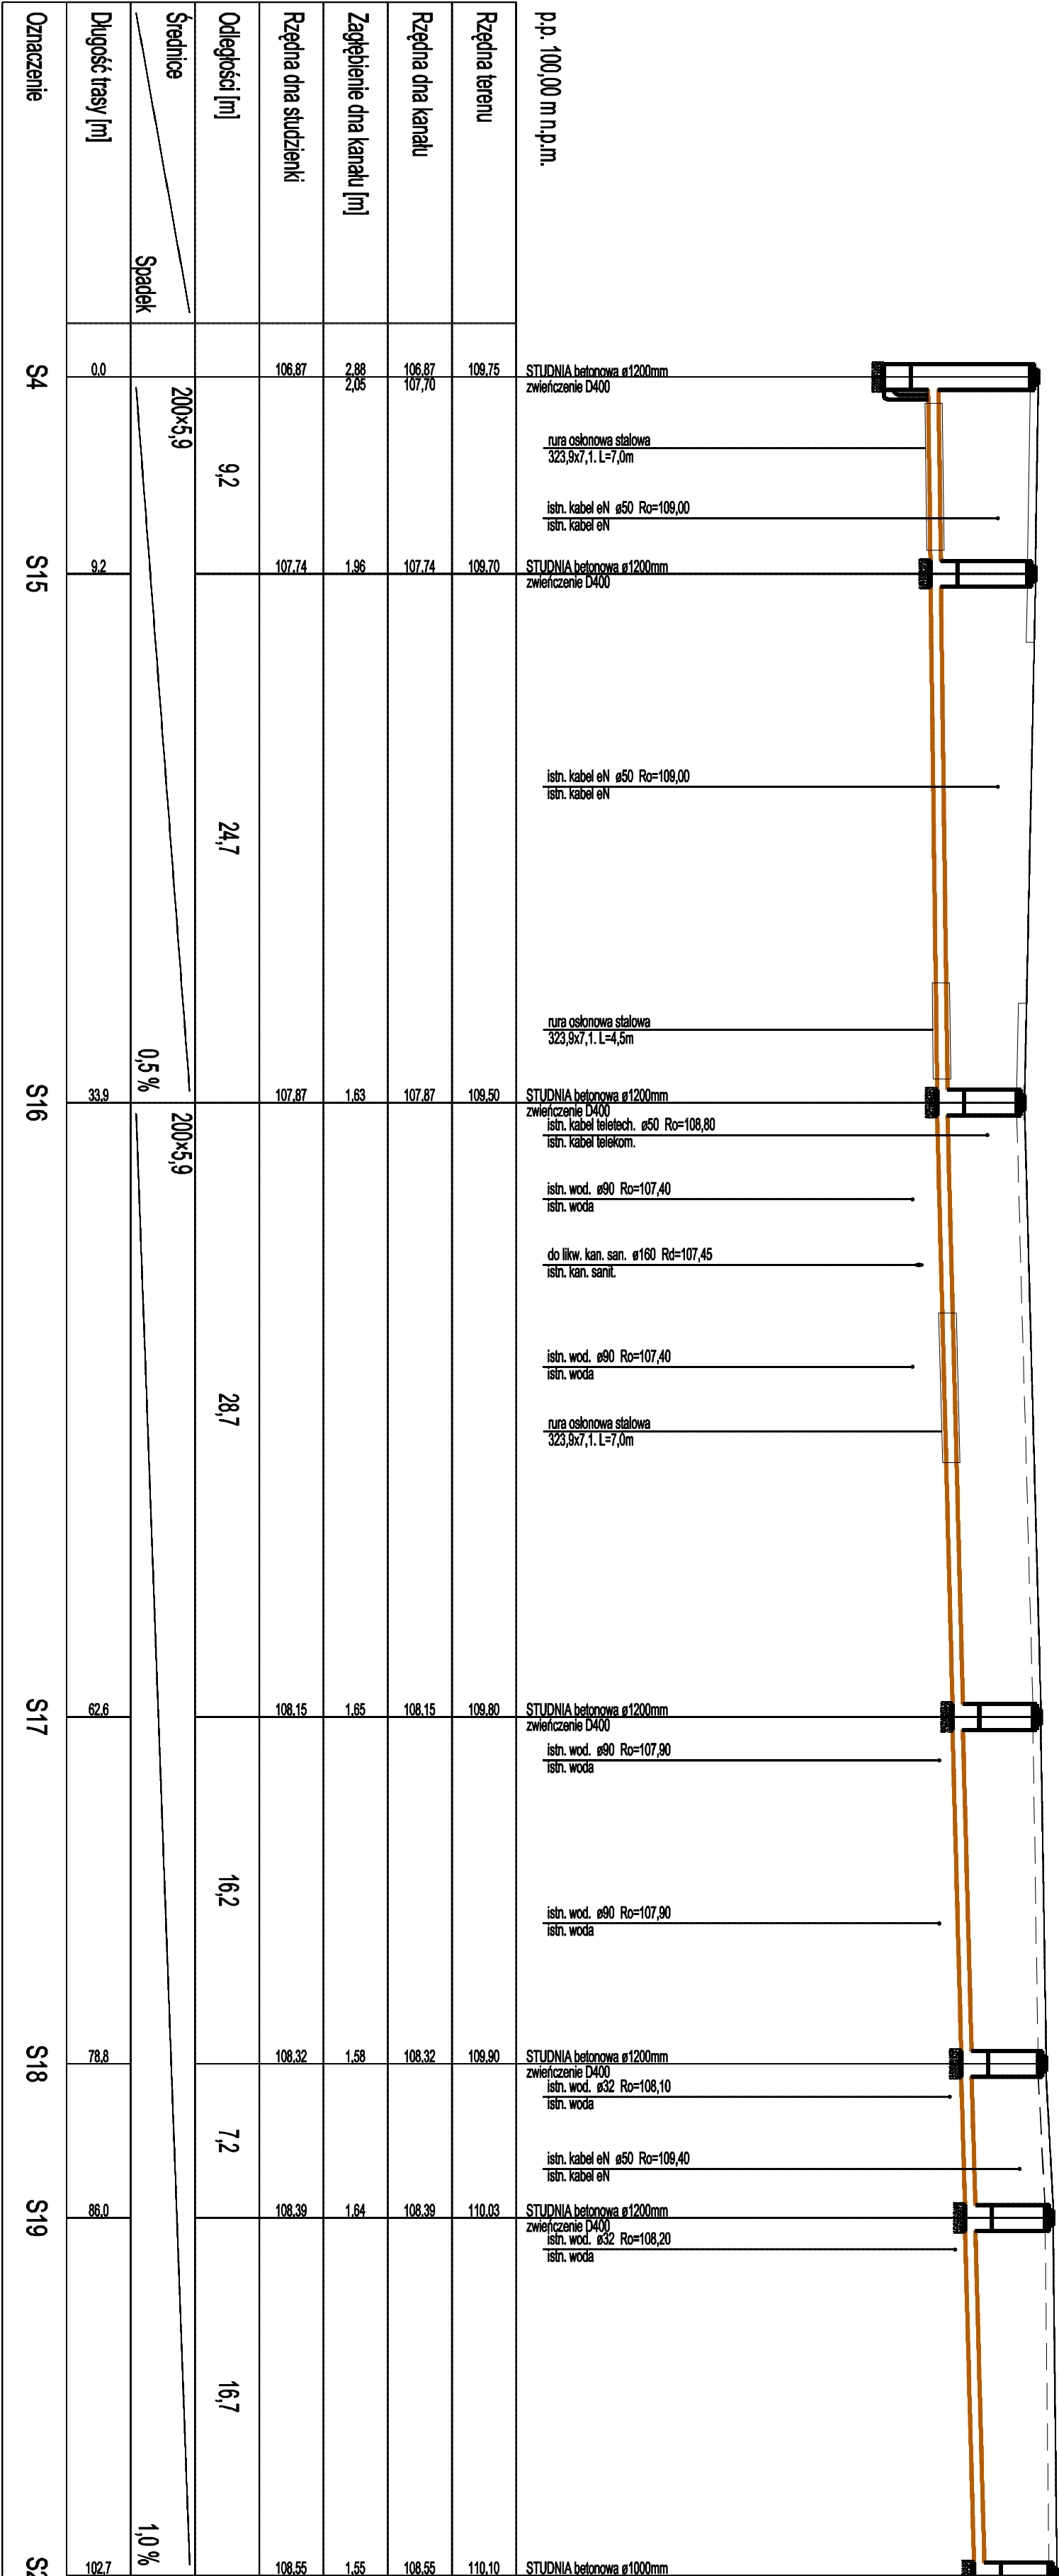 p.p. 100,00 m n.p.m.
STUDNIA betonowa ø1200mm
zwieńczenie D400
rura osłonowa stalowa
323,9x7,1. L=7,0m
istn. kabel eN ø50 Ro=109,00
istn. kabel eN
STUDNIA betonowa ø1200mm
zwieńczenie D400
istn. kabel eN ø50 Ro=109,00
istn. kabel eN
rura osłonowa stalowa
323,9x7,1. L=4,5m
STUDNIA betonowa ø1200mm
zwieńczenie D400
istn. kabel teletech. ø50 Ro=108,80
istn. kabel telekom.
istn. wod. ø90 Ro=107,40
istn. woda
do likw. kan. san. ø160 Rd=107,45
istn. kan. sanit.
istn. wod. ø90 Ro=107,40
istn. woda
rura osłonowa stalowa
323,9x7,1. L=7,0m
STUDNIA betonowa ø1200mm
zwieńczenie D400
istn. wod. ø90 Ro=107,90
istn. woda
istn. wod. ø90 Ro=107,90
istn. woda
STUDNIA betonowa ø1200mm
zwieńczenie D400
istn. wod. ø32 Ro=108,10
istn. woda
istn. kabel eN ø50 Ro=109,40
istn. kabel eN
STUDNIA betonowa ø1200mm
zwieńczenie D400
istn. wod. ø32 Ro=108,20
istn. woda
STUDNIA betonowa ø1000mm
Rzędna terenu 109,75 109,70 109,50 109,80 109,90 110,03 110,10
Rzędna dna kanału 106,87 107,70 107,74 107,87 108,15 108,32 108,39 108,55
Zagłębienie dna kanału [m] 2,88 2,05 1,96 1,63 1,65 1,58 1,64 1,55
Rzędna dna studzienki 106,87 107,74 107,87 108,15 108,32 108,39 108,55
Odległości [m] 9,2 24,7 28,7 16,2 7,2 16,7
Średnice 200x5,9 200x5,9
Spadek 0,5 % 1,0 %
Długość trasy [m] 0,0 9,2 33,9 62,6 78,8 86,0 102,7
Oznaczenie S4 S15 S16 S17 S18 S19